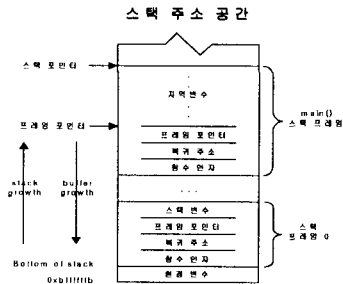 스택 주소 공간
스택 포인터
지역변수
main()
스택 프레임
프레임 포인터
프레임 포인터
복귀 주소
함수 인자
stack
growth
buffer
growth
. . .
스택 변수
프레임 포인터
복귀 주소
함수 인자
스택
프레임 0
Bottom of stack
환경 변수